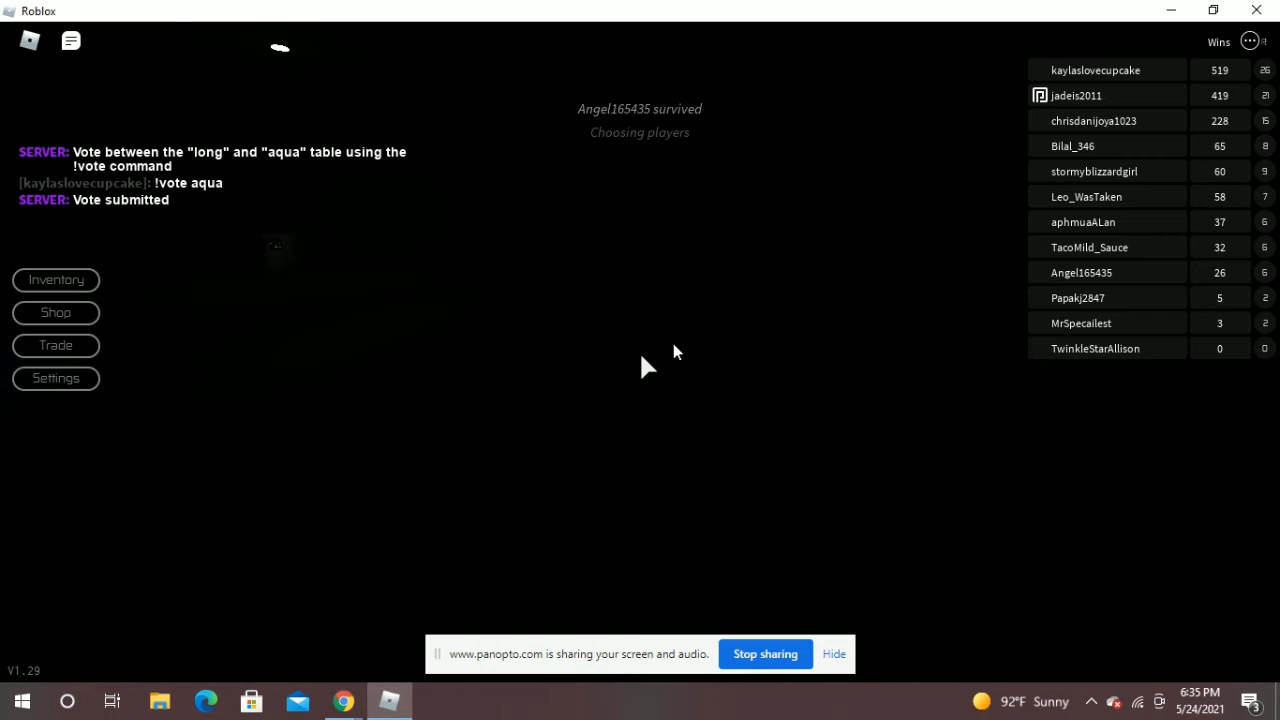 Roblox
Wins
R
Angel165435 survived
Choosing players
SERVER: Vote between the "long" and "aqua" table using the
!vote command
[kaylaslovecupcake]: !vote aqua
SERVER: Vote submitted
Inventory
Shop
Trade
Settings
kaylaslovecupcake 519 26
jadeis2011 419 21
chrisdanijoya1023 228 15
Bilal_346 65 8
stormyblizzardgirl 60 9
Leo_WasTaken 58 7
aphmuaALan 37 6
TacoMild_Sauce 32 6
Angel165435 26 6
Papakj2847 5 2
MrSpecailest 3 2
TwinkleStarAllison 0 0
www.panopto.com is sharing your screen and audio. Stop sharing Hide
V1.29
92°F Sunny
6:35 PM
5/24/2021
3